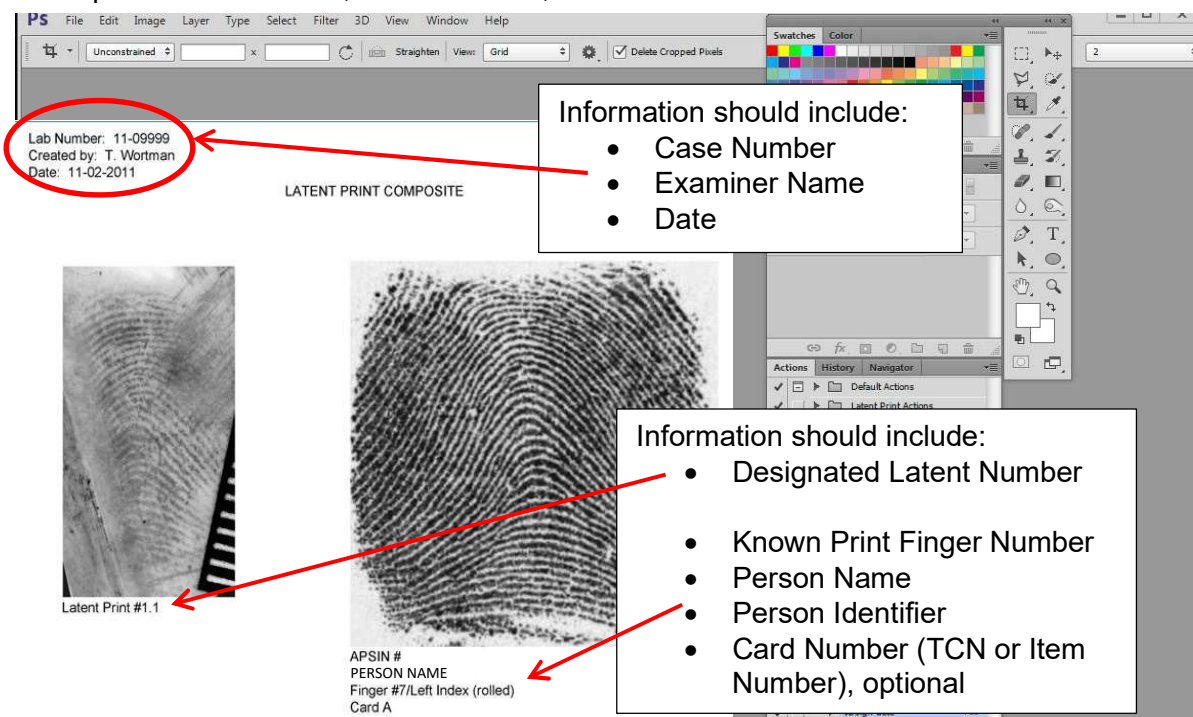 PS File Edit Image Layer Type Select Filter 3D View Window Help
Unconstrained x Straighten View: Grid Delete Cropped Pixels 2
Swatches Color
Lab Number: 11-09999
Created by: T. Wortman
Date: 11-02-2011
LATENT PRINT COMPOSITE
Information should include:
• Case Number
• Examiner Name
• Date
Actions History Navigator
Default Actions
Latent Print Actions
Information should include:
• Designated Latent Number
• Known Print Finger Number
• Person Name
• Person Identifier
• Card Number (TCN or Item
Number), optional
Latent Print #1.1
APSIN #
PERSON NAME
Finger #7/Left Index (rolled)
Card A